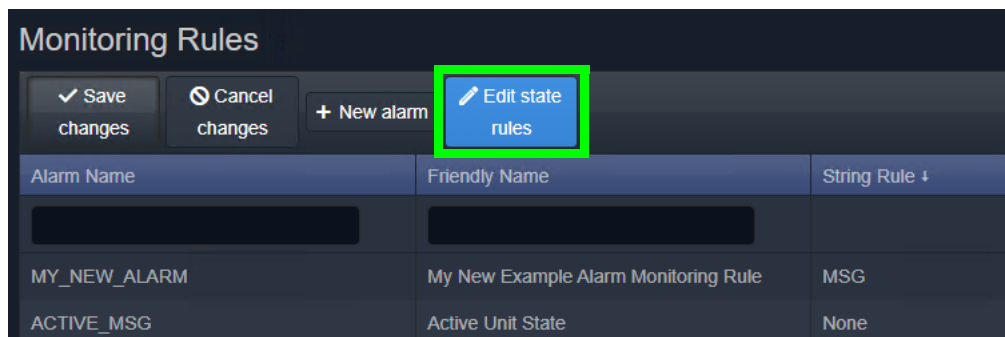 Monitoring Rules
Save changes
Cancel changes
+ New alarm
Edit state rules
Alarm Name Friendly Name String Rule ↓
MY_NEW_ALARM My New Example Alarm Monitoring Rule MSG
ACTIVE_MSG Active Unit State None